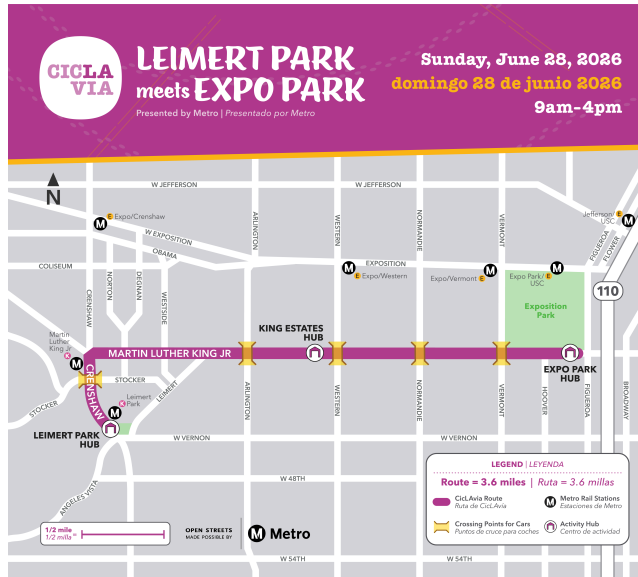 CICLAVIA
LEIMERT PARK
meets EXPO PARK
Presented by Metro | Presentado por Metro
Sunday, June 28, 2026
domingo 28 de junio 2026
9am-4pm
N
W JEFFERSON
W JEFFERSON
M E Expo/Crenshaw
W EXPOSITION
OBAMA
ARLINGTON
WESTERN
NORMANDIE
VERMONT
Jefferson/
USC
E M
FIGUEROA
FLOWER
COLISEUM
EXPOSITION
M E Expo/Western
Expo/Vermont E M
Expo Park/
USC
E M
110
CRENSHAW
NORTON
DEGNAN
WESTSIDE
Exposition
Park
Martin
Luther
King Jr
K M
KING ESTATES
HUB
MARTIN LUTHER KING JR
EXPO PARK
HUB
CRENSHAW
STOCKER
STOCKER
LEIMERT
K Leimert
Park
M
LEIMERT PARK
HUB
ARLINGTON
WESTERN
NORMANDIE
VERMONT
HOOVER
FIGUEROA
BROADWAY
W VERNON
W VERNON
ANGELES VISTA
W 48TH
W 54TH
W 54TH
LEGEND | LEYENDA
Route = 3.6 miles | Ruta = 3.6 millas
CicLAvia Route
Ruta de CicLAvia
M Metro Rail Stations
Estaciones de Metro
Crossing Points for Cars
Puntos de cruce para coches
Activity Hub
Centro de actividad
1/2 mile
1/2 milla
=
OPEN STREETS
MADE POSSIBLE BY
M Metro